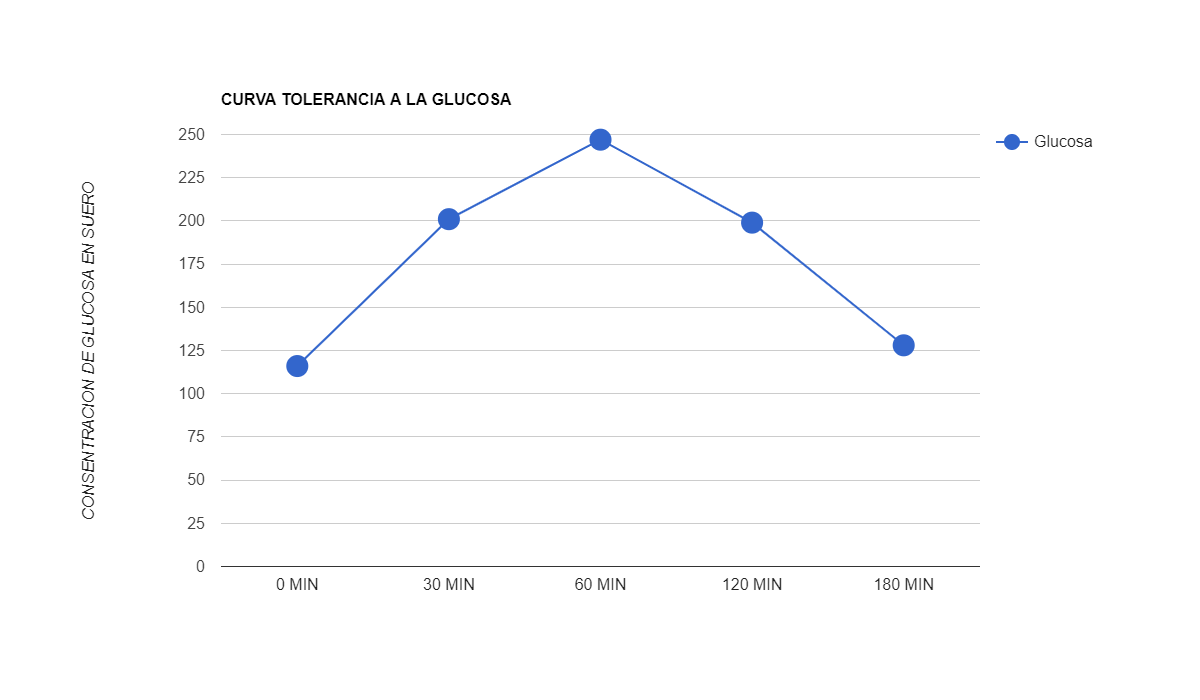 CURVA TOLERANCIA A LA GLUCOSA
Glucosa
CONSENTRACION DE GLUCOSA EN SUERO
250
225
200
175
150
125
100
75
50
25
0
0 MIN
30 MIN
60 MIN
120 MIN
180 MIN